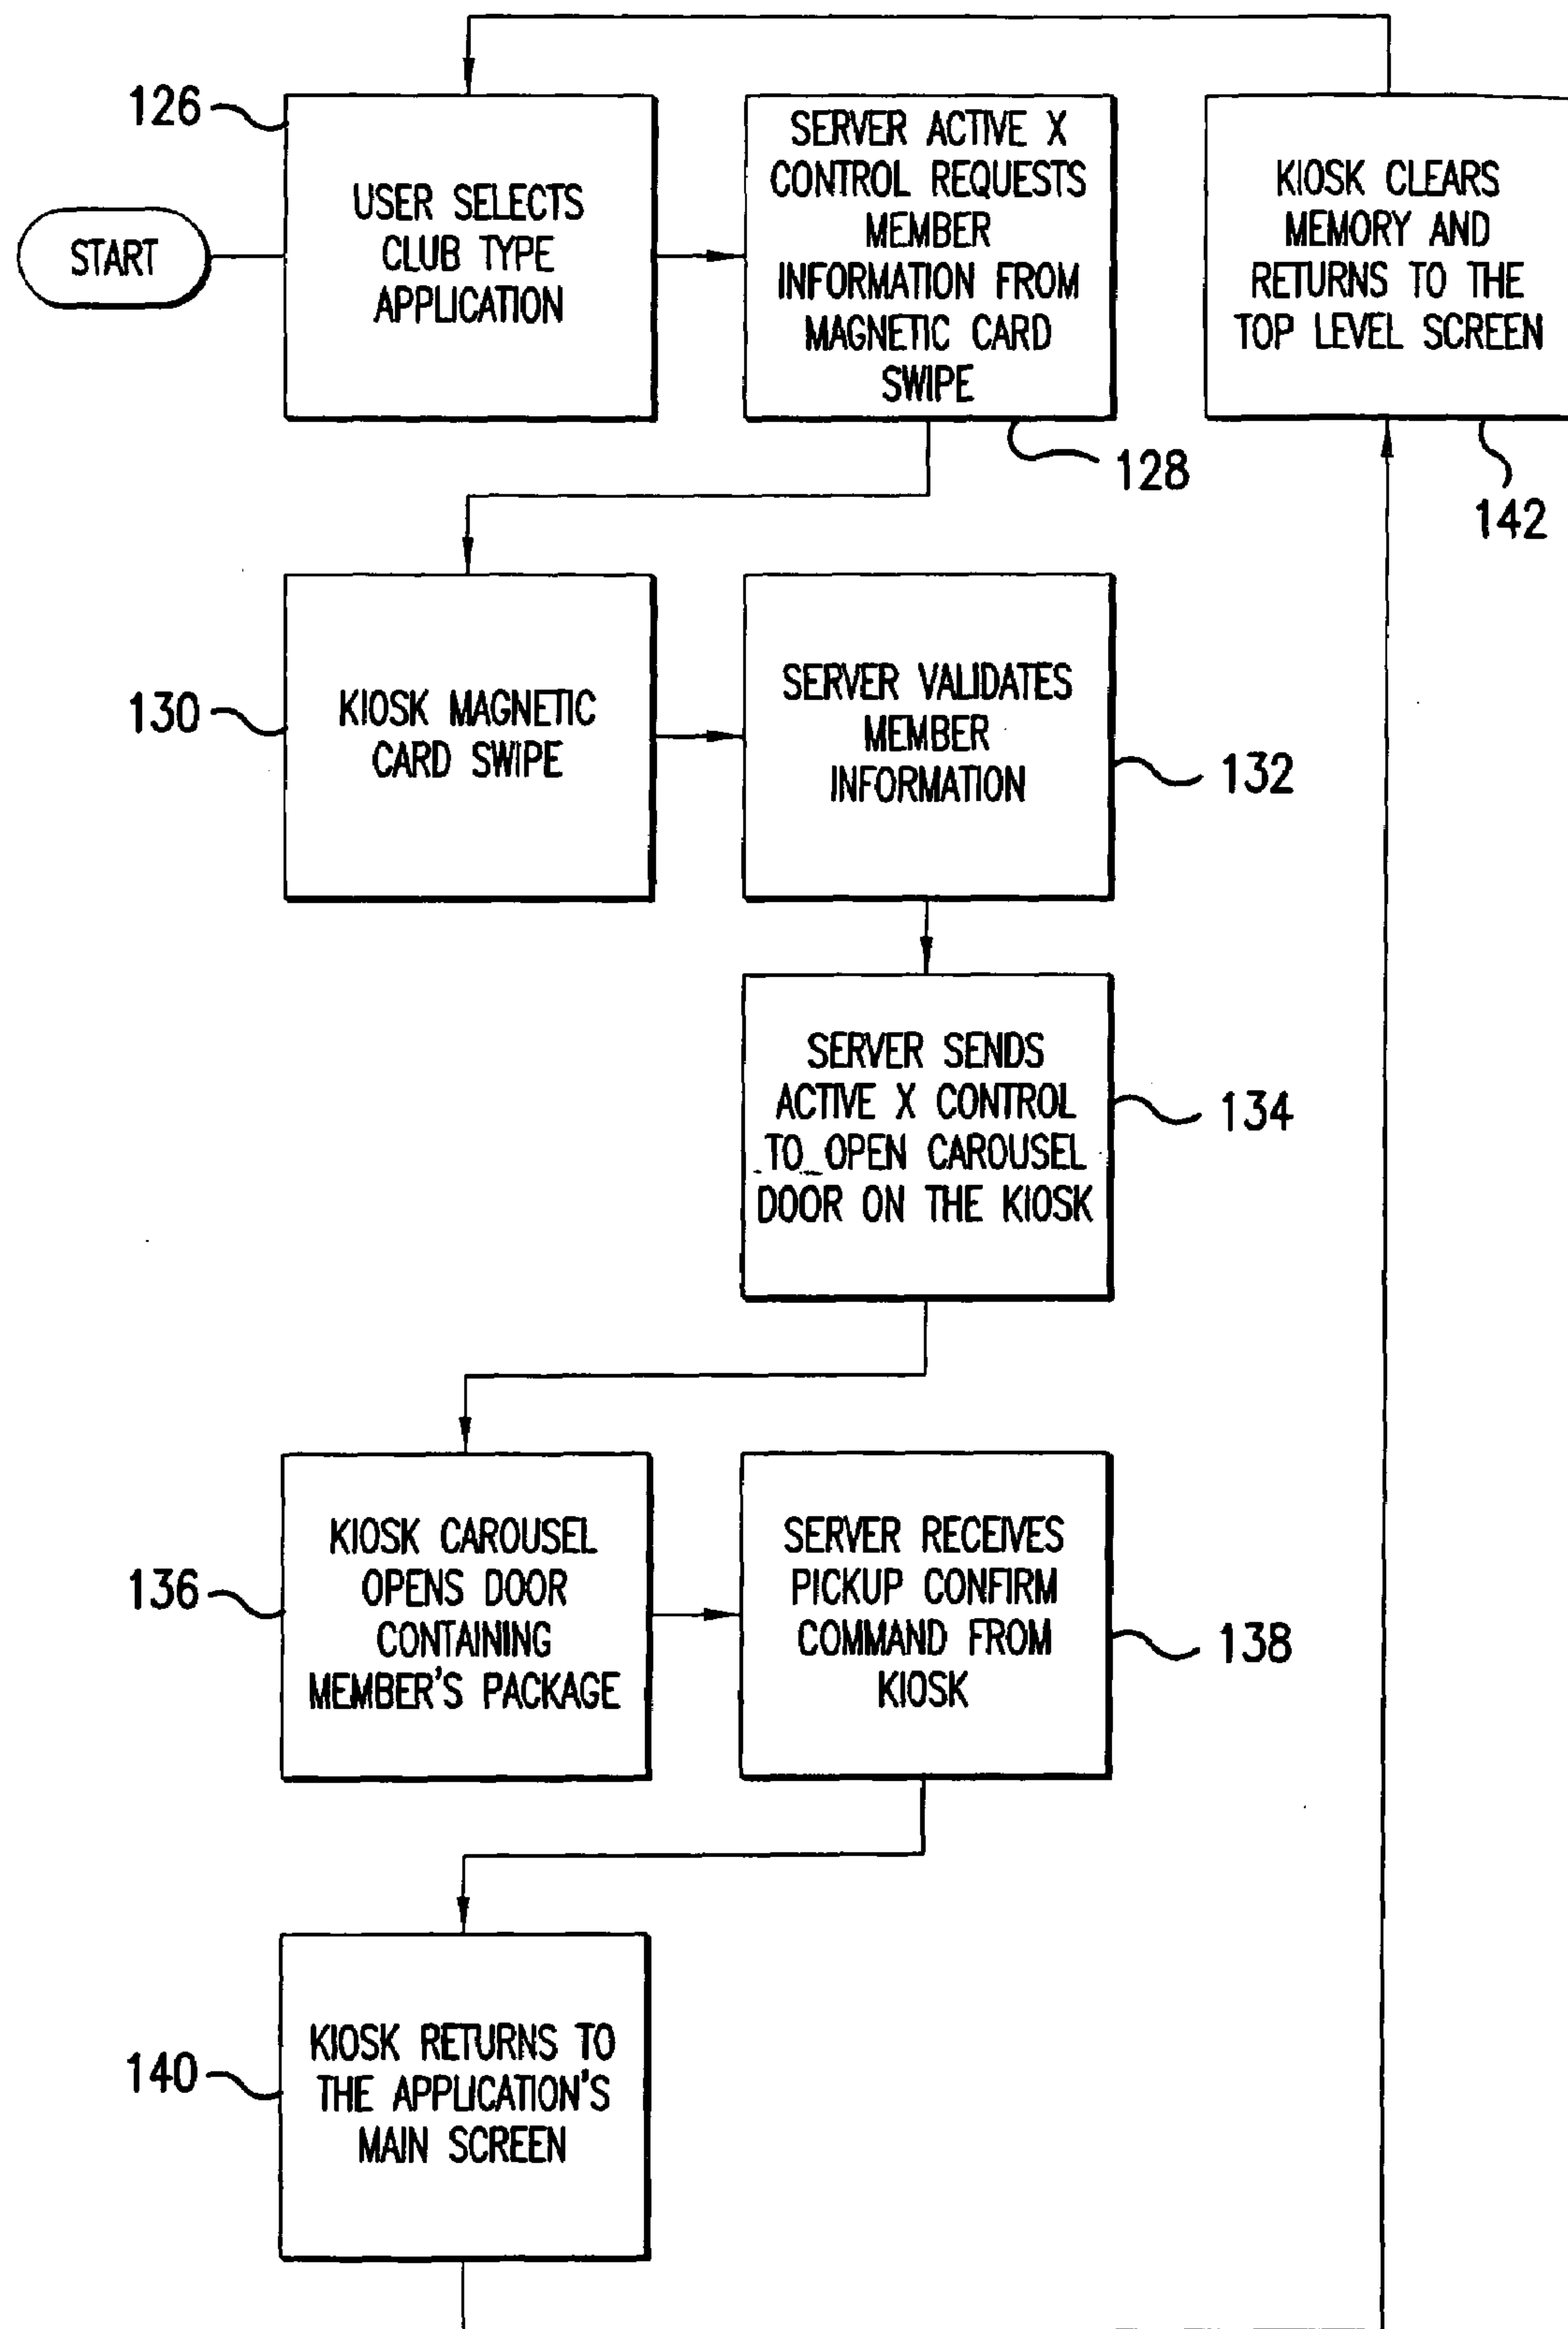 START
126
USER SELECTS
CLUB TYPE
APPLICATION
SERVER ACTIVE X
CONTROL REQUESTS
MEMBER
INFORMATION FROM
MAGNETIC CARD
SWIPE
128
KIOSK CLEARS
MEMORY AND
RETURNS TO THE
TOP LEVEL SCREEN
142
130
KIOSK MAGNETIC
CARD SWIPE
SERVER VALIDATES
MEMBER
INFORMATION
132
SERVER SENDS
ACTIVE X CONTROL
TO OPEN CAROUSEL
DOOR ON THE KIOSK
134
136
KIOSK CAROUSEL
OPENS DOOR
CONTAINING
MEMBER'S PACKAGE
SERVER RECEIVES
PICKUP CONFIRM
COMMAND FROM
KIOSK
138
140
KIOSK RETURNS TO
THE APPLICATION'S
MAIN SCREEN